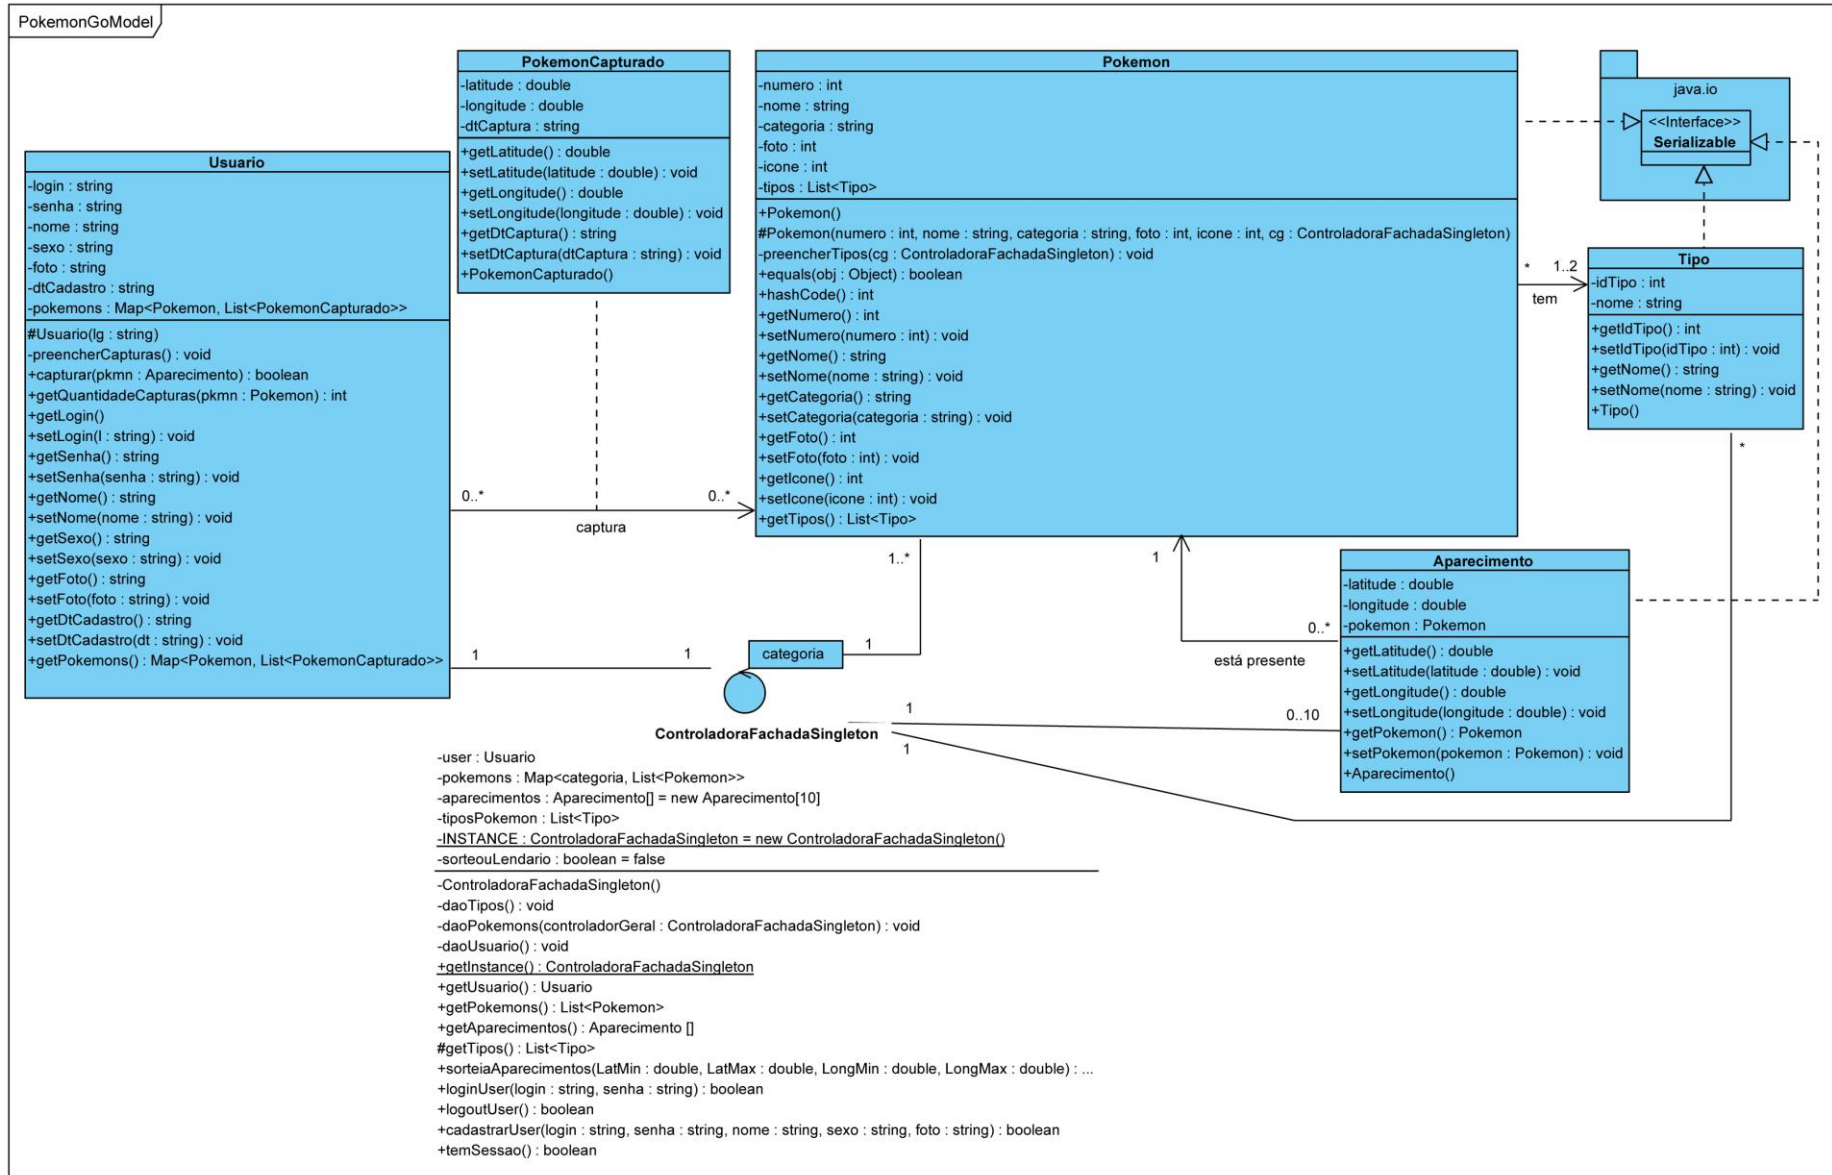 PokemonGoModel
PokemonCapturado
-latitude : double
-longitude : double
-dtCaptura : string
+getLatitude() : double
+setLatitude(latitude : double) : void
+getLongitude() : double
+setLongitude(longitude : double) : void
+getDtCaptura() : string
+setDtCaptura(dtCaptura : string) : void
+PokemonCapturado()
Pokemon
-numero : int
-nome : string
-categoria : string
-foto : int
-icone : int
-tipos : List<Tipo>
+Pokemon()
#Pokemon(numero : int, nome : string, categoria : string, foto : int, icone : int, cg : ControladoraFachadaSingleton)
-preencherTipos(cg : ControladoraFachadaSingleton) : void
+equals(obj : Object) : boolean
+hashCode() : int
+getNumero() : int
+setNumero(numero : int) : void
+getNome() : string
+setNome(nome : string) : void
+getCategoria() : string
+setCategoria(categoria : string) : void
+getFoto() : int
+setFoto(foto : int) : void
+getIcone() : int
+setIcone(icone : int) : void
+getTipos() : List<Tipo>
java.io
<<Interface>>
Serializable
Usuario
-login : string
-senha : string
-nome : string
-sexo : string
-foto : string
-dtCadastro : string
-pokemons : Map<Pokemon, List<PokemonCapturado>>
#Usuario(lg : string)
-preencherCapturas() : void
+capturar(pkmn : Aparecimento) : boolean
+getQuantidadeCapturas(pkmn : Pokemon) : int
+getLogin()
+setLogin(l : string) : void
+getSenha() : string
+setSenha(senha : string) : void
+getNome() : string
+setNome(nome : string) : void
+getSexo() : string
+setSexo(sexo : string) : void
+getFoto() : string
+setFoto(foto : string) : void
+getDtCadastro() : string
+setDtCadastro(dt : string) : void
+getPokemons() : Map<Pokemon, List<PokemonCapturado>>
* 1..2
tem
Tipo
-idTipo : int
-nome : string
+getIdTipo() : int
+setIdTipo(idTipo : int) : void
+getNome() : string
+setNome(nome : string) : void
+Tipo()
*
0..* 0..*
captura
1..*
1
0..*
está presente
Aparecimento
-latitude : double
-longitude : double
-pokemon : Pokemon
+getLatitude() : double
+setLatitude(latitude : double) : void
+getLongitude() : double
+setLongitude(longitude : double) : void
+getPokemon() : Pokemon
+setPokemon(pokemon : Pokemon) : void
+Aparecimento()
1 1
categoria
1
1 0..10
1
ControladoraFachadaSingleton
-user : Usuario
-pokemons : Map<categoria, List<Pokemon>>
-aparecimentos : Aparecimento[] = new Aparecimento[10]
-tiposPokemon : List<Tipo>
-INSTANCE : ControladoraFachadaSingleton = new ControladoraFachadaSingleton()
-sorteouLendario : boolean = false
-ControladoraFachadaSingleton()
-daoTipos() : void
-daoPokemons(controladorGeral : ControladoraFachadaSingleton) : void
-daoUsuario() : void
+getInstance() : ControladoraFachadaSingleton
+getUsuario() : Usuario
+getPokemons() : List<Pokemon>
+getAparecimentos() : Aparecimento []
#getTipos() : List<Tipo>
+sorteiaAparecimentos(LatMin : double, LatMax : double, LongMin : double, LongMax : double) : ...
+loginUser(login : string, senha : string) : boolean
+logoutUser() : boolean
+cadastrarUser(login : string, senha : string, nome : string, sexo : string, foto : string) : boolean
+temSessao() : boolean